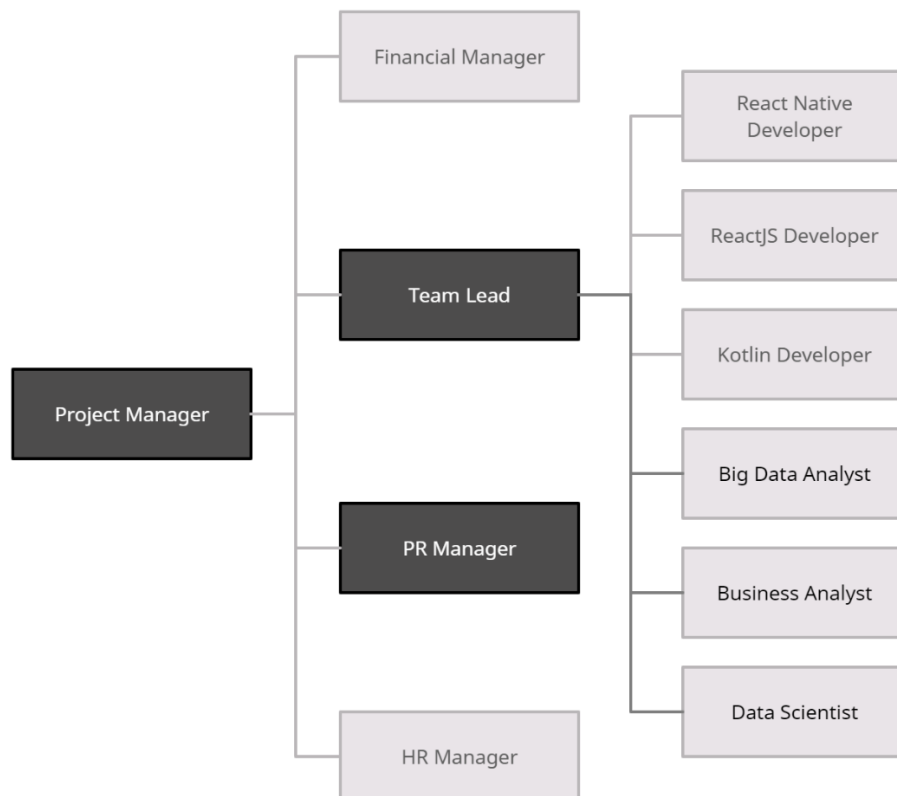 Financial Manager
React Native
Developer
ReactJS Developer
Team Lead
Kotlin Developer
Project Manager
Big Data Analyst
PR Manager
Business Analyst
Data Scientist
HR Manager